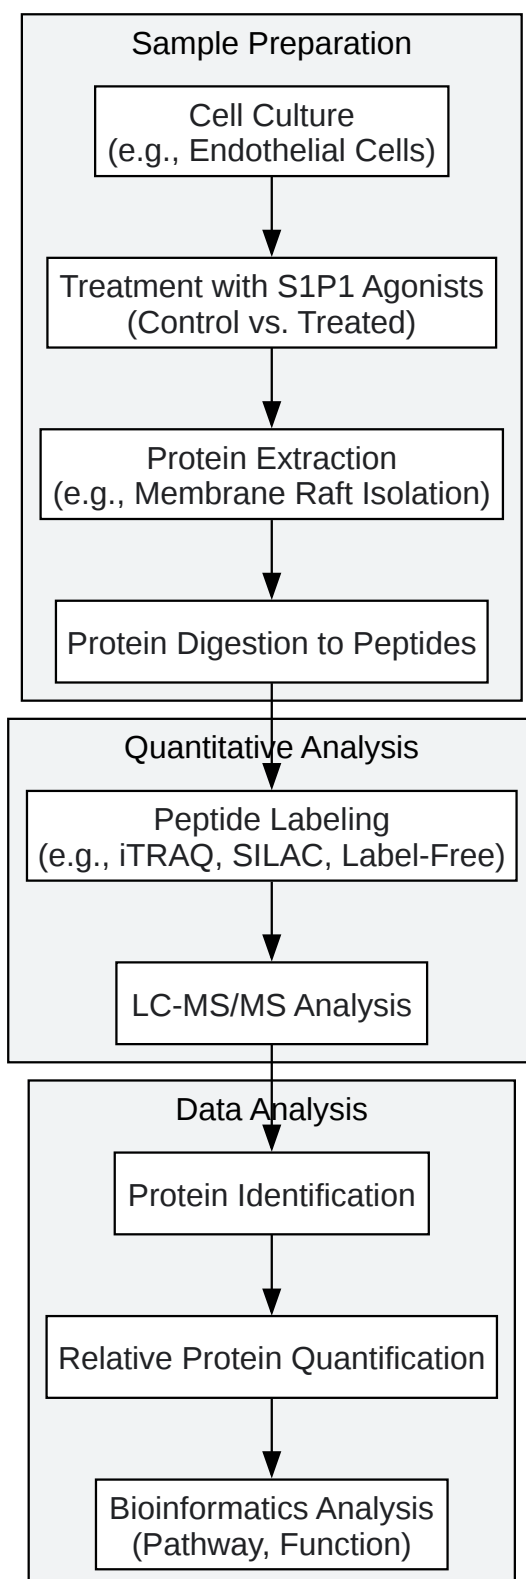 Sample Preparation
Cell Culture
(e.g., Endothelial Cells)
Treatment with S1P1 Agonists
(Control vs. Treated)
Protein Extraction
(e.g., Membrane Raft Isolation)
Protein Digestion to Peptides
Quantitative Analysis
Peptide Labeling
(e.g., iTRAQ, SILAC, Label-Free)
LC-MS/MS Analysis
Data Analysis
Protein Identification
Relative Protein Quantification
Bioinformatics Analysis
(Pathway, Function)